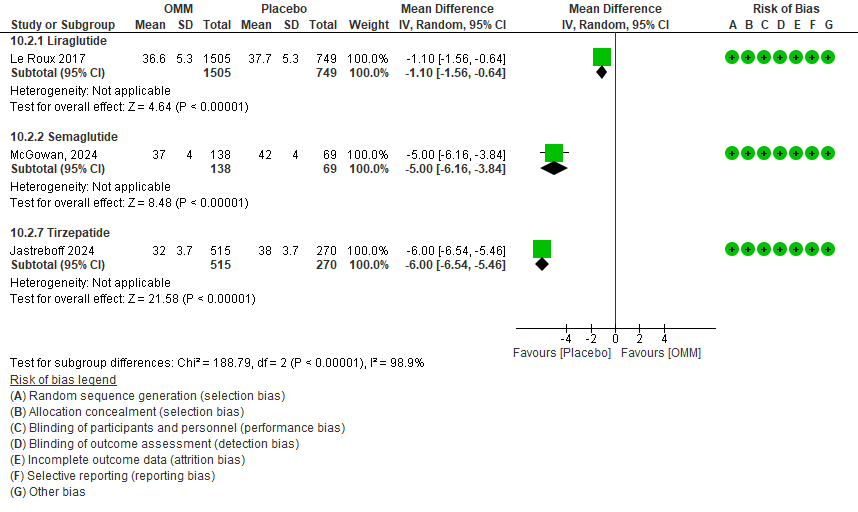 OMM Placebo Mean Difference Mean Difference Risk of Bias
Study or Subgroup Mean SD Total Mean SD Total Weight IV, Random, 95% CI IV, Random, 95% CI A B C D E F G
10.2.1 Liraglutide
Le Roux 2017 36.6 5.3 1505 37.7 5.3 749 100.0% -1.10 [-1.56, -0.64] + + + + + + +
Subtotal (95% CI) 1505 749 100.0% -1.10 [-1.56, -0.64]
Heterogeneity: Not applicable
Test for overall effect: Z = 4.64 (P < 0.00001)
10.2.2 Semaglutide
McGowan, 2024 37 4 138 42 4 69 100.0% -5.00 [-6.16, -3.84] + + + + + + +
Subtotal (95% CI) 138 69 100.0% -5.00 [-6.16, -3.84]
Heterogeneity: Not applicable
Test for overall effect: Z = 8.48 (P < 0.00001)
10.2.7 Tirzepatide
Jastreboff 2024 32 3.7 515 38 3.7 270 100.0% -6.00 [-6.54, -5.46] + + + + + + +
Subtotal (95% CI) 515 270 100.0% -6.00 [-6.54, -5.46]
Heterogeneity: Not applicable
Test for overall effect: Z = 21.58 (P < 0.00001)
-4 -2 0 2 4
Favours [Placebo] Favours [OMM]
Test for subgroup differences: Chi² = 188.79, df = 2 (P < 0.00001), I² = 98.9%
Risk of bias legend
(A) Random sequence generation (selection bias)
(B) Allocation concealment (selection bias)
(C) Blinding of participants and personnel (performance bias)
(D) Blinding of outcome assessment (detection bias)
(E) Incomplete outcome data (attrition bias)
(F) Selective reporting (reporting bias)
(G) Other bias